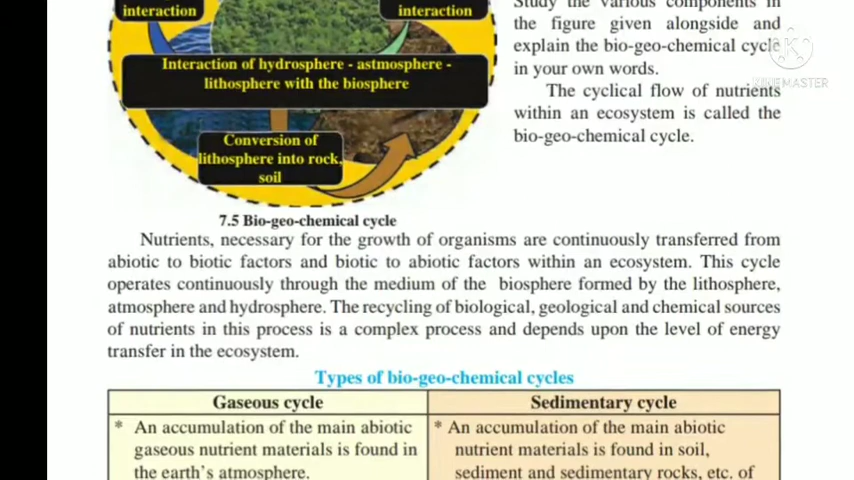 interaction
interaction
Study the various components in
the figure given alongside and
explain the bio-geo-chemical cycle
in your own words.
KINEMASTER
Interaction of hydrosphere - astmosphere -
lithosphere with the biosphere
The cyclical flow of nutrients
within an ecosystem is called the
bio-geo-chemical cycle.
Conversion of
lithosphere into rock,
soil
7.5 Bio-geo-chemical cycle
Nutrients, necessary for the growth of organisms are continuously transferred from
abiotic to biotic factors and biotic to abiotic factors within an ecosystem. This cycle
operates continuously through the medium of the biosphere formed by the lithosphere,
atmosphere and hydrosphere. The recycling of biological, geological and chemical sources
of nutrients in this process is a complex process and depends upon the level of energy
transfer in the ecosystem.
Types of bio-geo-chemical cycles
Gaseous cycle
* An accumulation of the main abiotic
gaseous nutrient materials is found in
the earth's atmosphere.
Sedimentary cycle
* An accumulation of the main abiotic
nutrient materials is found in soil,
sediment and sedimentary rocks, etc. of